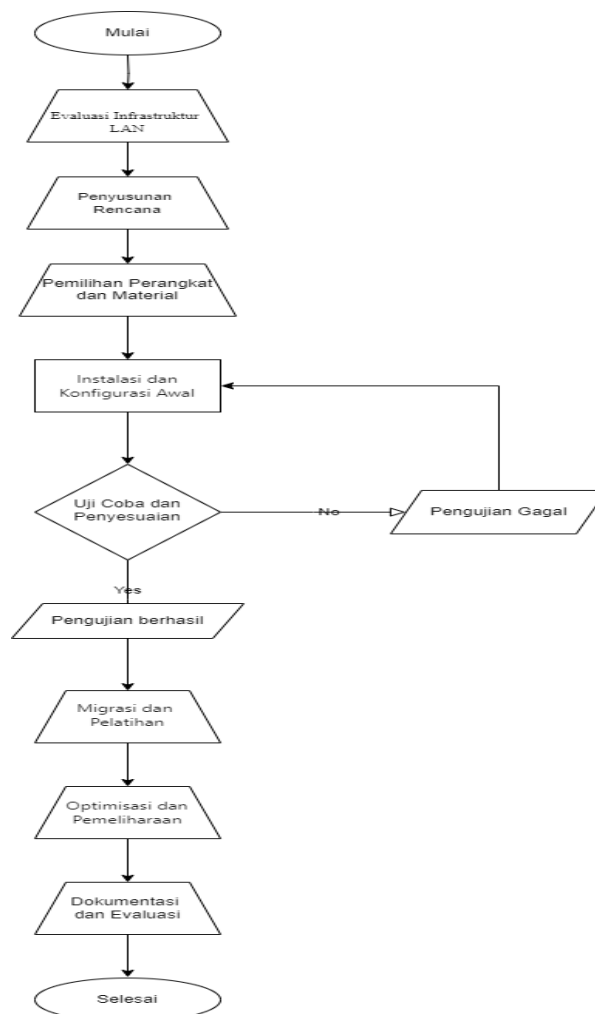 Mulai
Evaluasi Infrastruktur
LAN
Penyusunan
Rencana
Pemilihan Perangkat
dan Material
Instalasi dan
Konfigurasi Awal
Uji Coba dan
Penyesuaian
No
Pengujian Gagal
Yes
Pengujian berhasil
Migrasi dan
Pelatihan
Optimisasi dan
Pemeliharaan
Dokumentasi
dan Evaluasi
Selesai